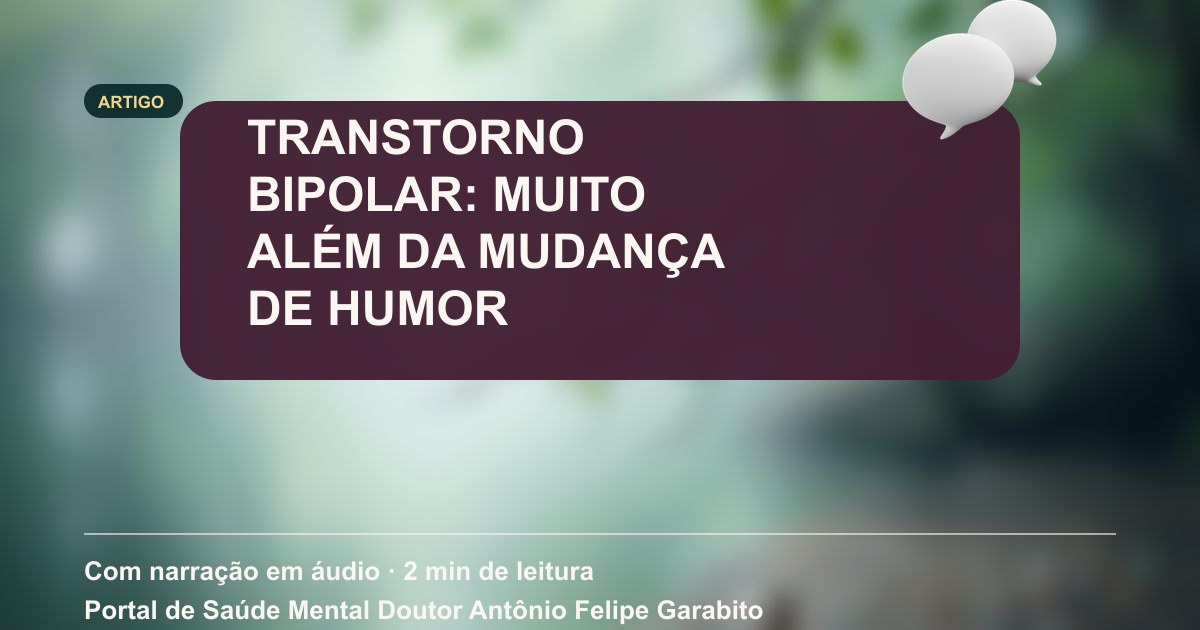 ARTIGO
TRANSTORNO
BIPOLAR: MUITO
ALÉM DA MUDANÇA
DE HUMOR
Com narração em áudio · 2 min de leitura
Portal de Saúde Mental Doutor Antônio Felipe Garabito